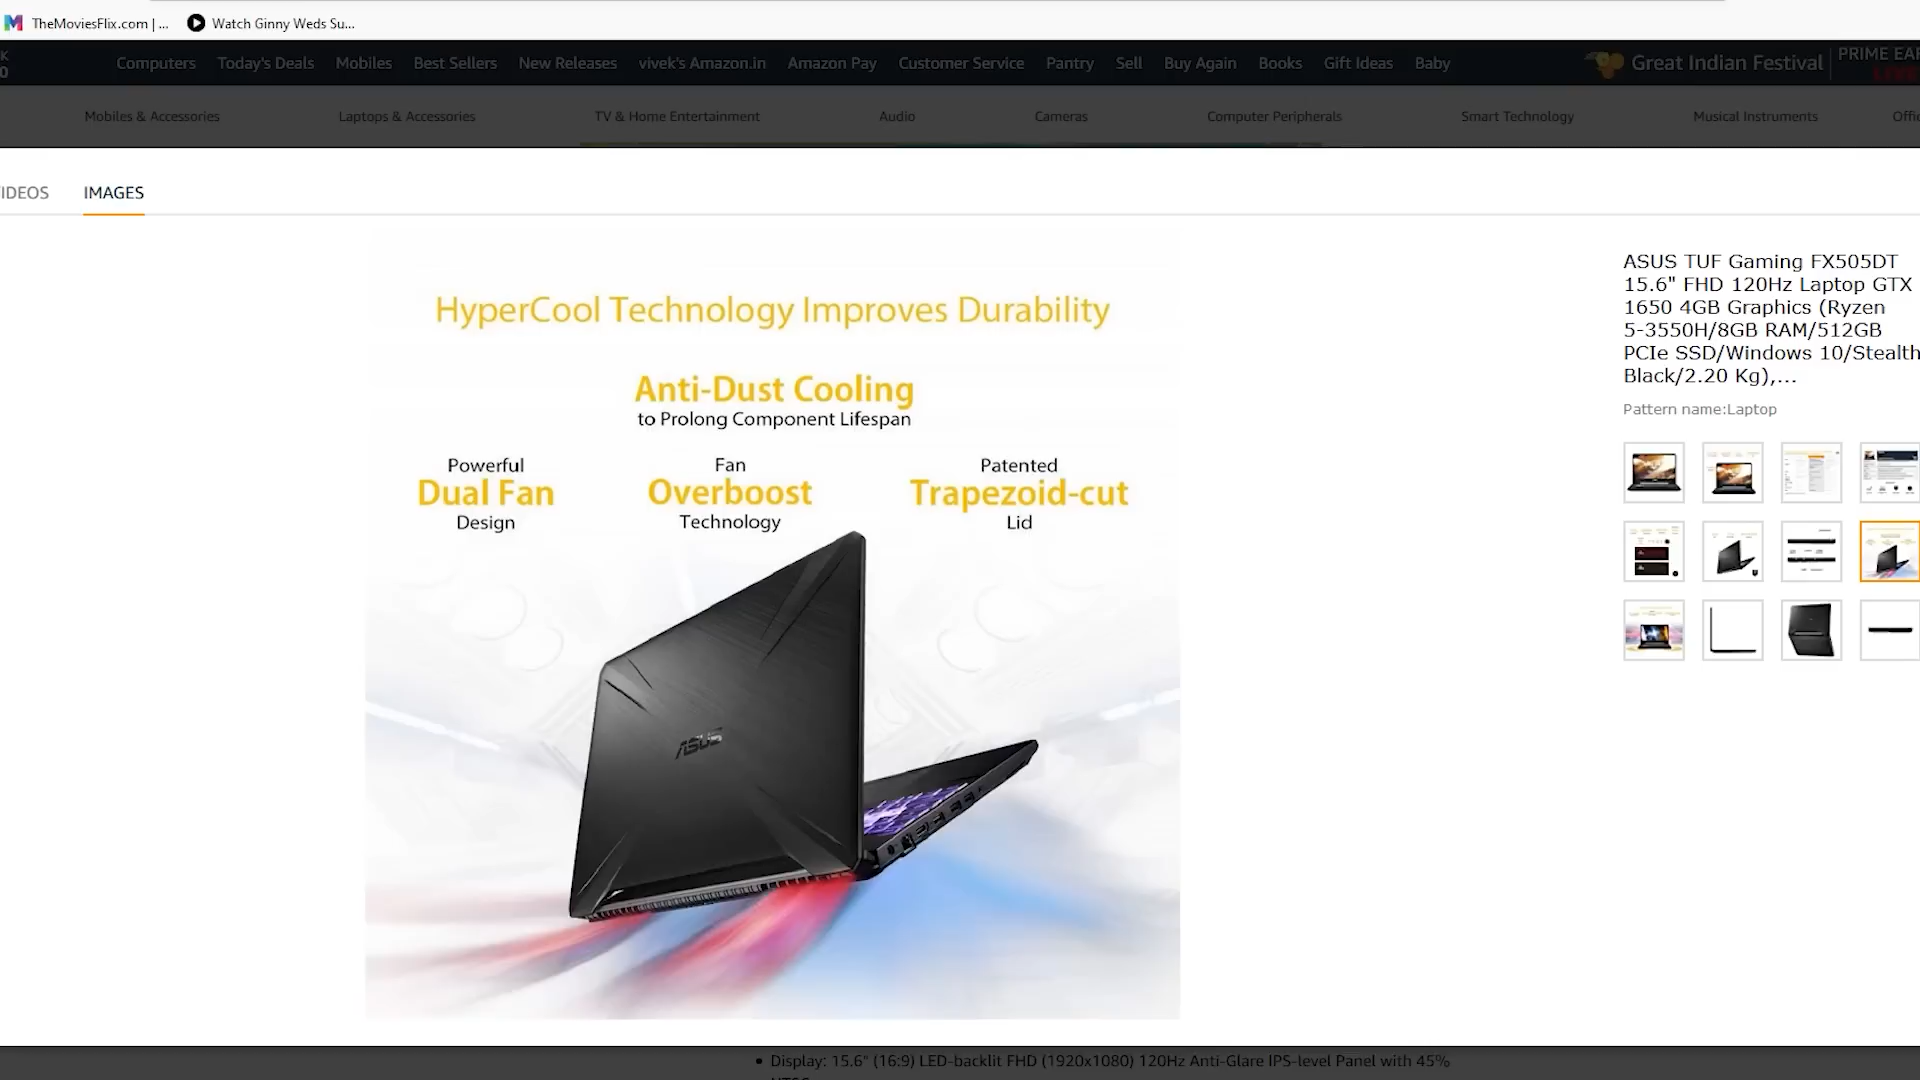 TheMoviesFlix.com | ...
Watch Ginny Weds Su...
K
0
Computers
Today's Deals
Mobiles
Best Sellers
New Releases
vivek's Amazon.in
Amazon Pay
Customer Service
Pantry
Sell
Buy Again
Books
Gift Ideas
Baby
Great Indian Festival
PRIME EAR
Mobiles & Accessories
Laptops & Accessories
TV & Home Entertainment
Audio
Cameras
Computer Peripherals
Smart Technology
Musical Instruments
Offic
IDEOS
IMAGES
HyperCool Technology Improves Durability
Anti-Dust Cooling
to Prolong Component Lifespan
Powerful
Dual Fan
Design
Fan
Overboost
Technology
Patented
Trapezoid-cut
Lid
ASUS
ASUS TUF Gaming FX505DT
15.6" FHD 120Hz Laptop GTX
1650 4GB Graphics (Ryzen
5-3550H/8GB RAM/512GB
PCIe SSD/Windows 10/Stealth
Black/2.20 Kg),...
Pattern name:Laptop
• Display: 15.6" (16:9) LED-backlit FHD (1920x1080) 120Hz Anti-Glare IPS-level Panel with 45%